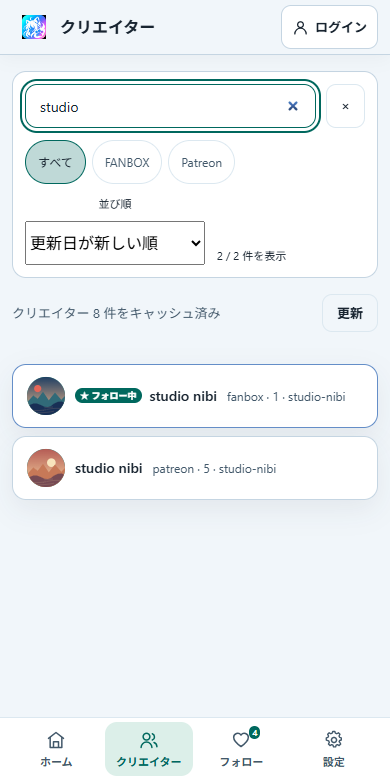 クリエイター
ログイン
studio
すべて
FANBOX
Patreon
並び順
更新日が新しい順
2 / 2 件を表示
クリエイター 8 件をキャッシュ済み
更新
★ フォロー中 studio nibi fanbox · 1 · studio-nibi
studio nibi patreon · 5 · studio-nibi
ホーム
クリエイター
4
フォロー
設定